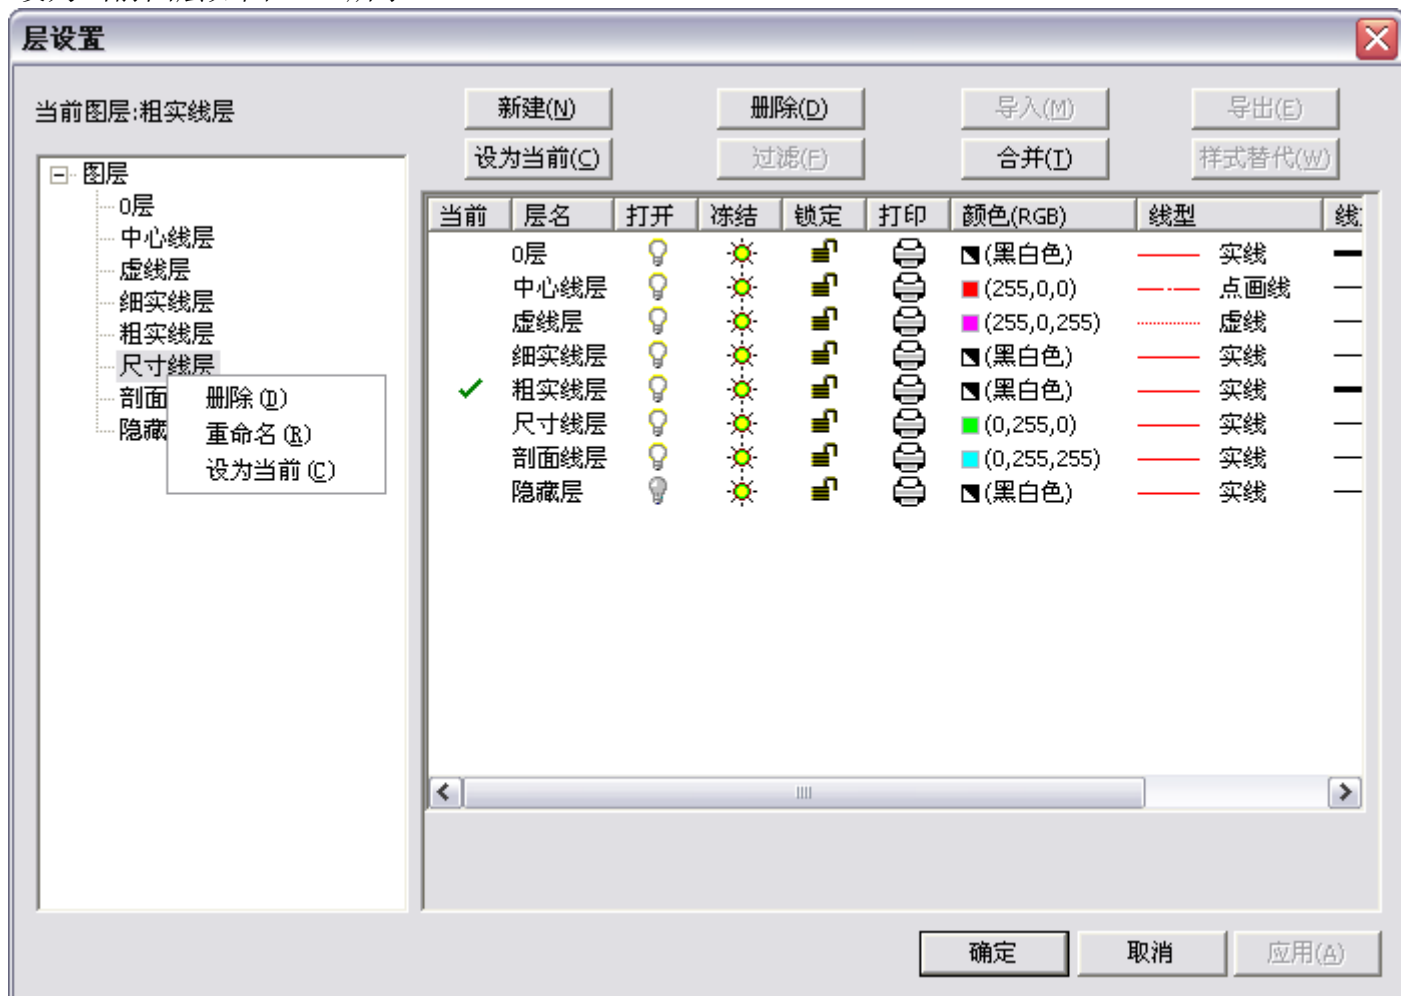 层设置
当前图层:粗实线层
新建(N) 删除(D) 导入(M) 导出(E)
设为当前(C) 过滤(F) 合并(T) 样式替代(W)
图层
0层
中心线层
虚线层
细实线层
粗实线层
尺寸线层
剖面
隐藏
删除(D)
重命名(R)
设为当前(C)
当前 层名 打开 冻结 锁定 打印 颜色(RGB) 线型
0层 (黑白色) 实线
中心线层 (255,0,0) 点画线
虚线层 (255,0,255) 虚线
细实线层 (黑白色) 实线
粗实线层 (黑白色) 实线
尺寸线层 (0,255,0) 实线
剖面线层 (0,255,255) 实线
隐藏层 (黑白色) 实线
确定 取消 应用(A)